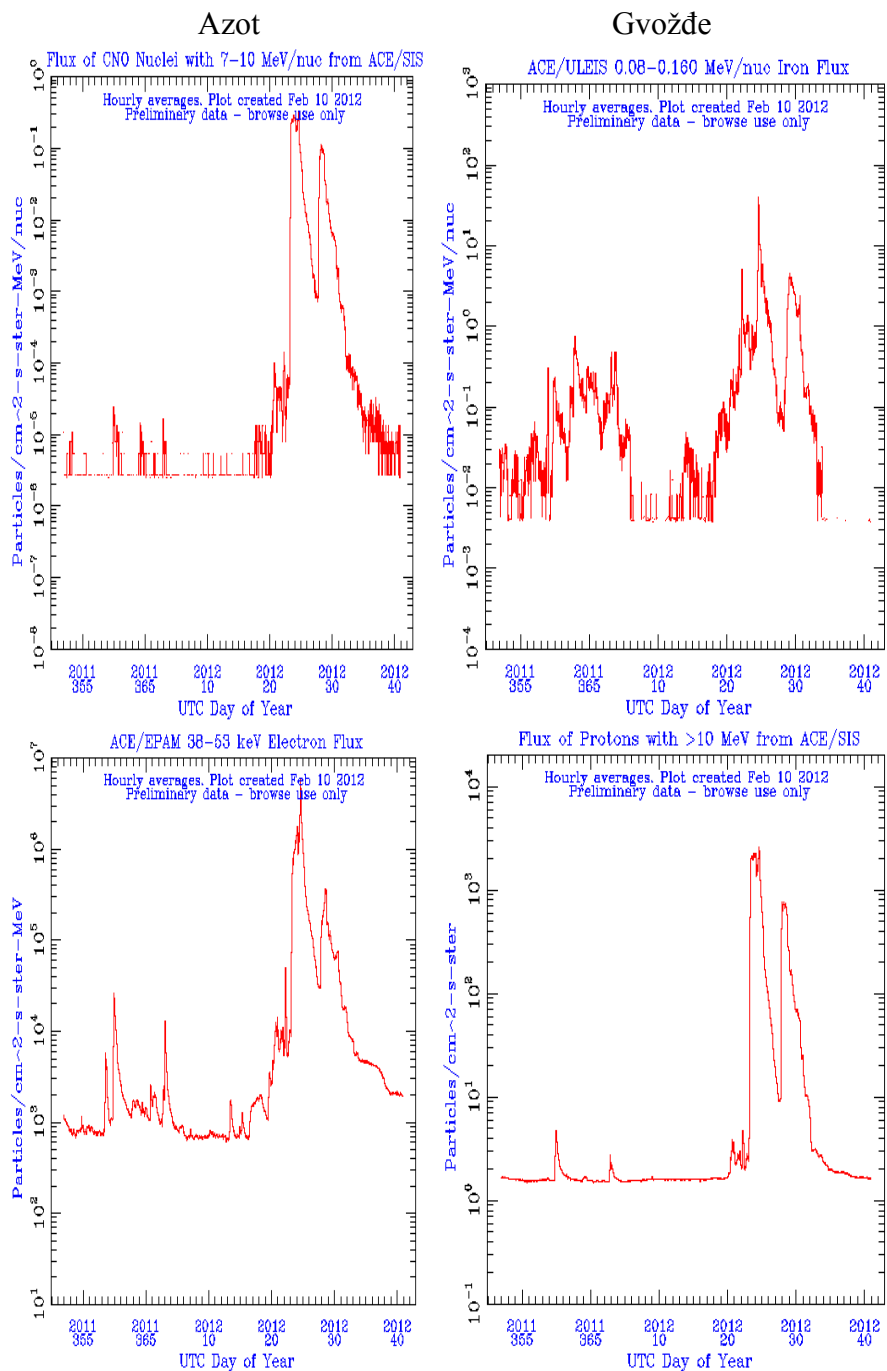 Azot
Gvožđe
Flux of CNO Nuclei with 7-10 MeV/nuc from ACE/SIS
Hourly averages. Plot created Feb 10 2012
Preliminary data - browse use only
Particles/cm^2-s-ster-MeV/nuc
10^0
10^-1
10^-2
10^-3
10^-4
10^-5
10^-6
10^-7
10^-8
2011 2011 2012 2012 2012 2012
355 365 10 20 30 40
UTC Day of Year
ACE/ULEIS 0.08-0.160 MeV/nuc Iron Flux
Hourly averages. Plot created Feb 10 2012
Preliminary data - browse use only
Particles/cm^2-s-ster-MeV/nuc
10^3
10^2
10^1
10^0
10^-1
10^-2
10^-3
10^-4
2011 2011 2012 2012 2012 2012
355 365 10 20 30 40
UTC Day of Year
ACE/EPAM 38-53 keV Electron Flux
Hourly averages. Plot created Feb 10 2012
Preliminary data - browse use only
Particles/cm^2-s-ster-MeV
10^7
10^6
10^5
10^4
10^3
10^2
10^1
2011 2011 2012 2012 2012 2012
355 365 10 20 30 40
UTC Day of Year
Flux of Protons with >10 MeV from ACE/SIS
Hourly averages. Plot created Feb 10 2012
Preliminary data - browse use only
Particles/cm^2-s-ster
10^4
10^3
10^2
10^1
10^0
10^-1
2011 2011 2012 2012 2012 2012
355 365 10 20 30 40
UTC Day of Year